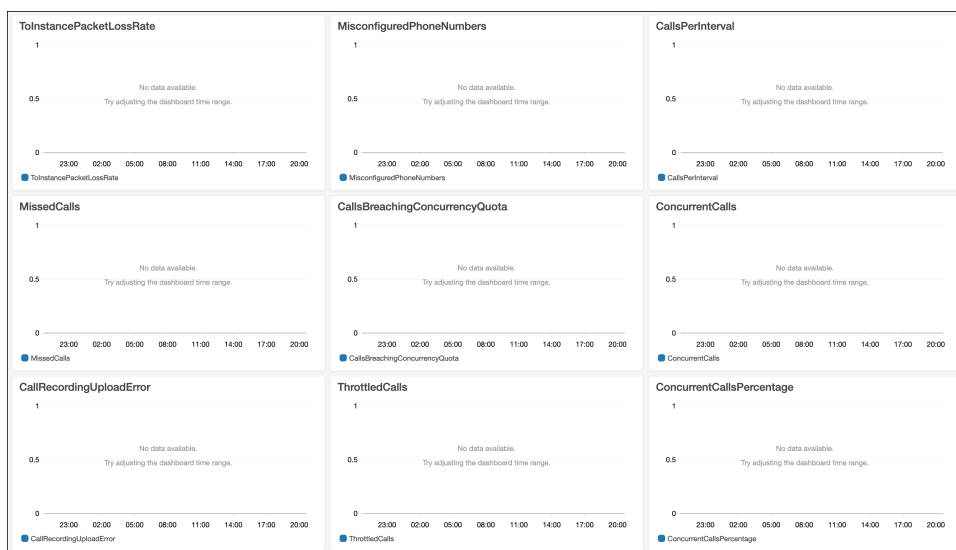 ToInstancePacketLossRate
1
No data available.
0.5
Try adjusting the dashboard time range.
0
23:00 02:00 05:00 08:00 11:00 14:00 17:00 20:00
ToInstancePacketLossRate
MisconfiguredPhoneNumbers
1
No data available.
0.5
Try adjusting the dashboard time range.
0
23:00 02:00 05:00 08:00 11:00 14:00 17:00 20:00
MisconfiguredPhoneNumbers
CallsPerInterval
1
No data available.
0.5
Try adjusting the dashboard time range.
0
23:00 02:00 05:00 08:00 11:00 14:00 17:00 20:00
CallsPerInterval
MissedCalls
1
No data available.
0.5
Try adjusting the dashboard time range.
0
23:00 02:00 05:00 08:00 11:00 14:00 17:00 20:00
MissedCalls
CallsBreachingConcurrencyQuota
1
No data available.
0.5
Try adjusting the dashboard time range.
0
23:00 02:00 05:00 08:00 11:00 14:00 17:00 20:00
CallsBreachingConcurrencyQuota
ConcurrentCalls
1
No data available.
0.5
Try adjusting the dashboard time range.
0
23:00 02:00 05:00 08:00 11:00 14:00 17:00 20:00
ConcurrentCalls
CallRecordingUploadError
1
No data available.
0.5
Try adjusting the dashboard time range.
0
23:00 02:00 05:00 08:00 11:00 14:00 17:00 20:00
CallRecordingUploadError
ThrottledCalls
1
No data available.
0.5
Try adjusting the dashboard time range.
0
23:00 02:00 05:00 08:00 11:00 14:00 17:00 20:00
ThrottledCalls
ConcurrentCallsPercentage
1
No data available.
0.5
Try adjusting the dashboard time range.
0
23:00 02:00 05:00 08:00 11:00 14:00 17:00 20:00
ConcurrentCallsPercentage